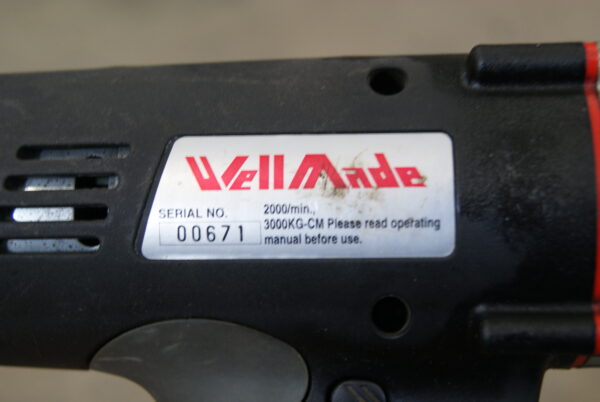 WellMade
SERIAL NO.
00671
2000/min.,
3000KG-CM Please read operating
manual before use.